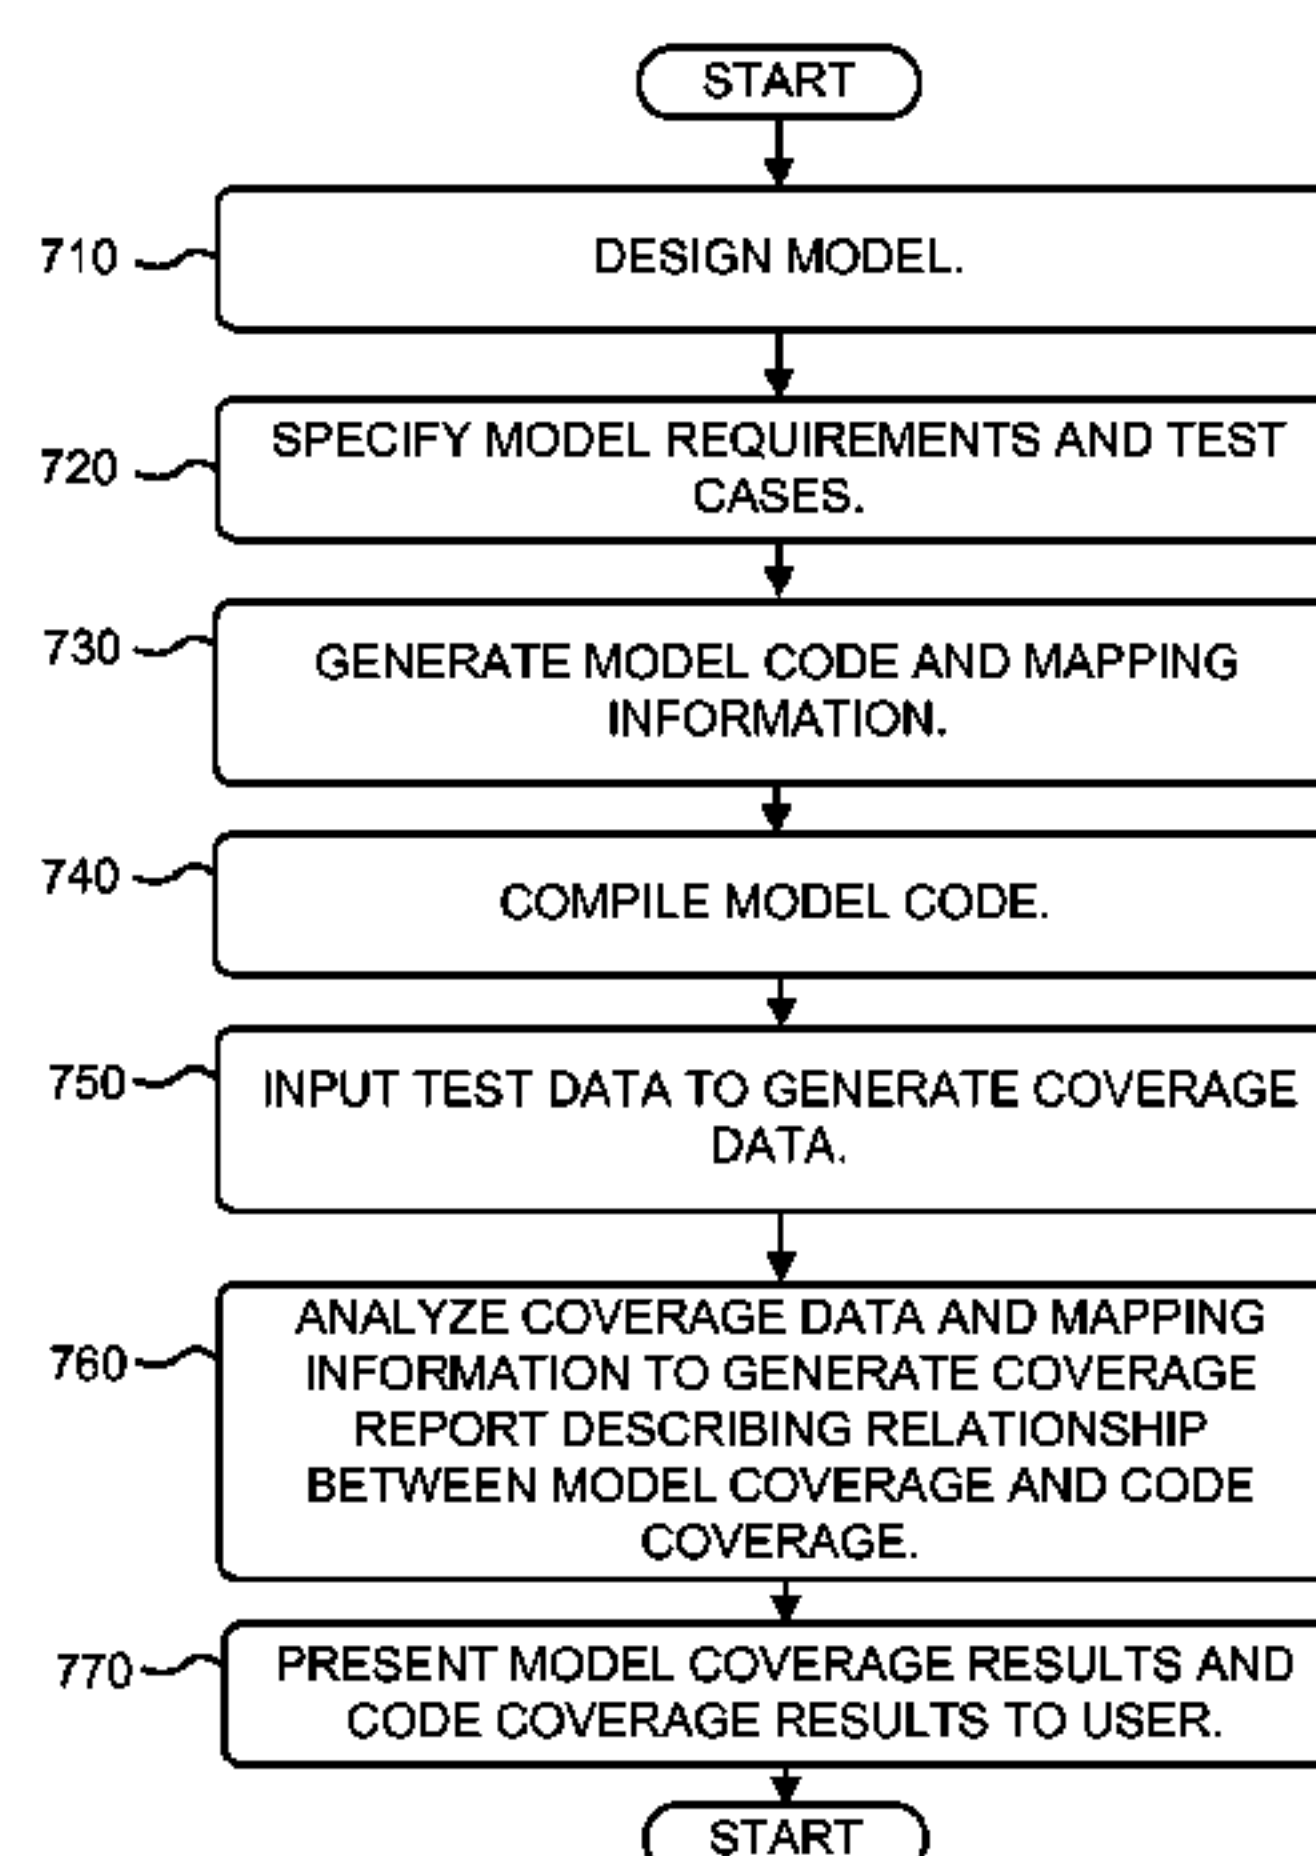 START
710
DESIGN MODEL.
720
SPECIFY MODEL REQUIREMENTS AND TEST
CASES.
730
GENERATE MODEL CODE AND MAPPING
INFORMATION.
740
COMPILE MODEL CODE.
750
INPUT TEST DATA TO GENERATE COVERAGE
DATA.
760
ANALYZE COVERAGE DATA AND MAPPING
INFORMATION TO GENERATE COVERAGE
REPORT DESCRIBING RELATIONSHIP
BETWEEN MODEL COVERAGE AND CODE
COVERAGE.
770
PRESENT MODEL COVERAGE RESULTS AND
CODE COVERAGE RESULTS TO USER.
START